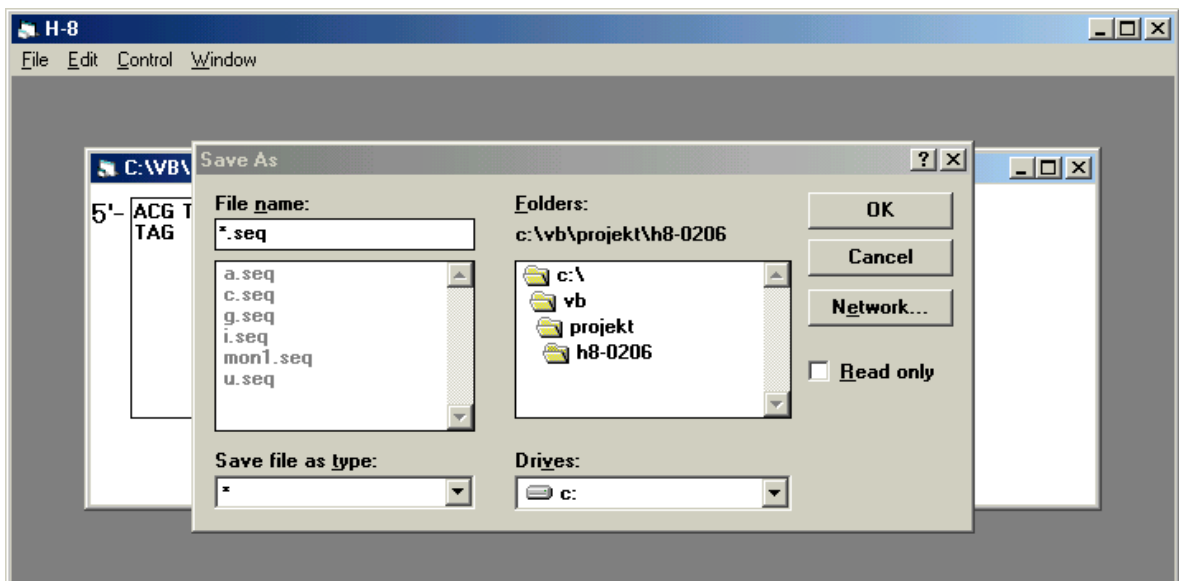 H-8
File Edit Control Window
C:\VB\
5'- ACG T
TAG
Save As
File name:
*.seq
a.seq
c.seq
g.seq
i.seq
mon1.seq
u.seq
Save file as type:
*
Folders:
c:\vb\projekt\h8-0206
c:\
vb
projekt
h8-0206
Drives:
c:
OK
Cancel
Network...
Read only